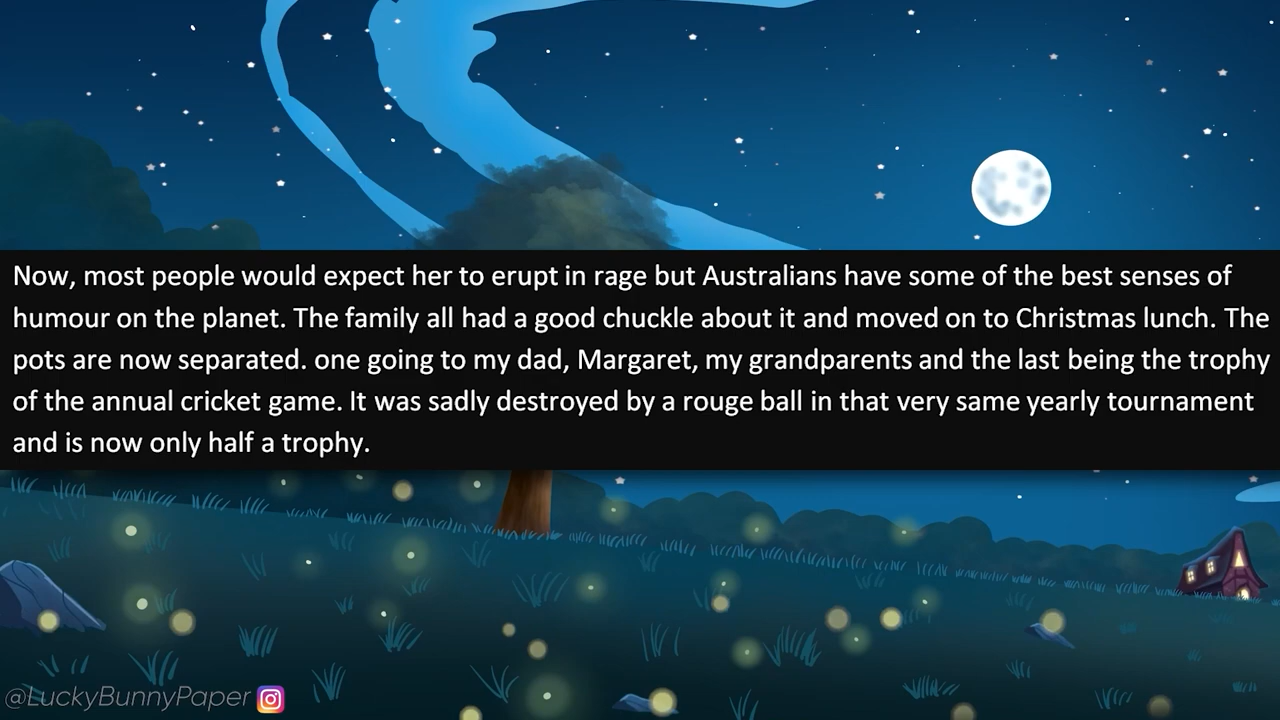 Now, most people would expect her to erupt in rage but Australians have some of the best senses of
humour on the planet. The family all had a good chuckle about it and moved on to Christmas lunch. The
pots are now separated. one going to my dad, Margaret, my grandparents and the last being the trophy
of the annual cricket game. It was sadly destroyed by a rouge ball in that very same yearly tournament
and is now only half a trophy.
@LuckyBunnyPaper